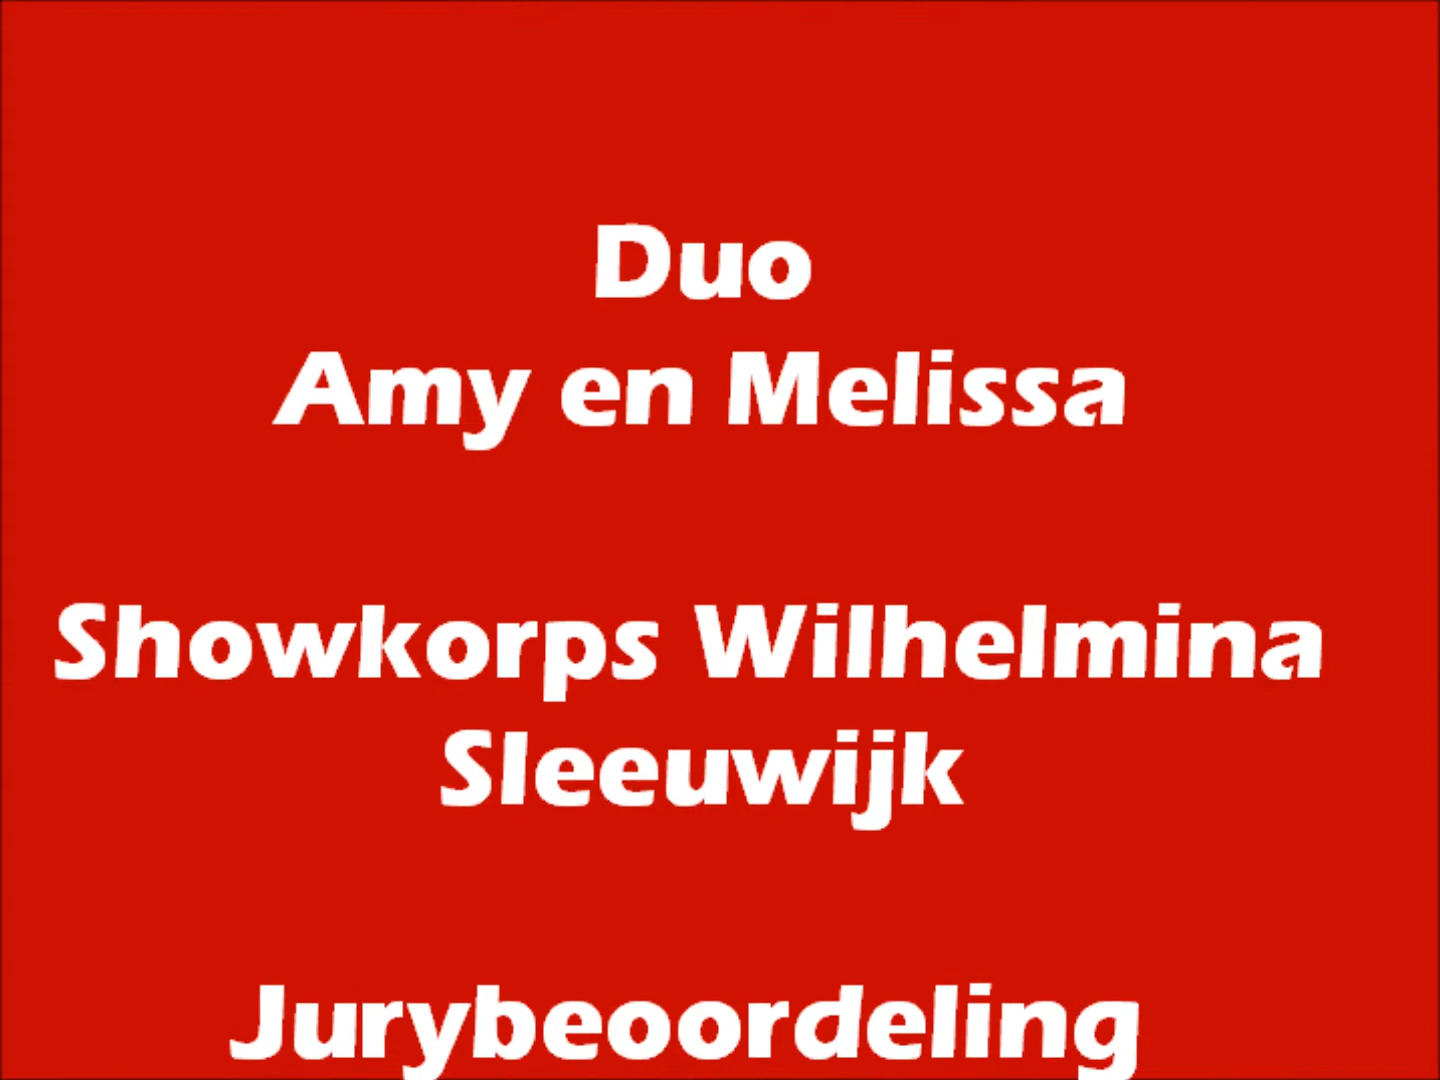 Duo
Amy en Melissa
Showkorps Wilhelmina
Sleeuwijk
Jurybeoordeling